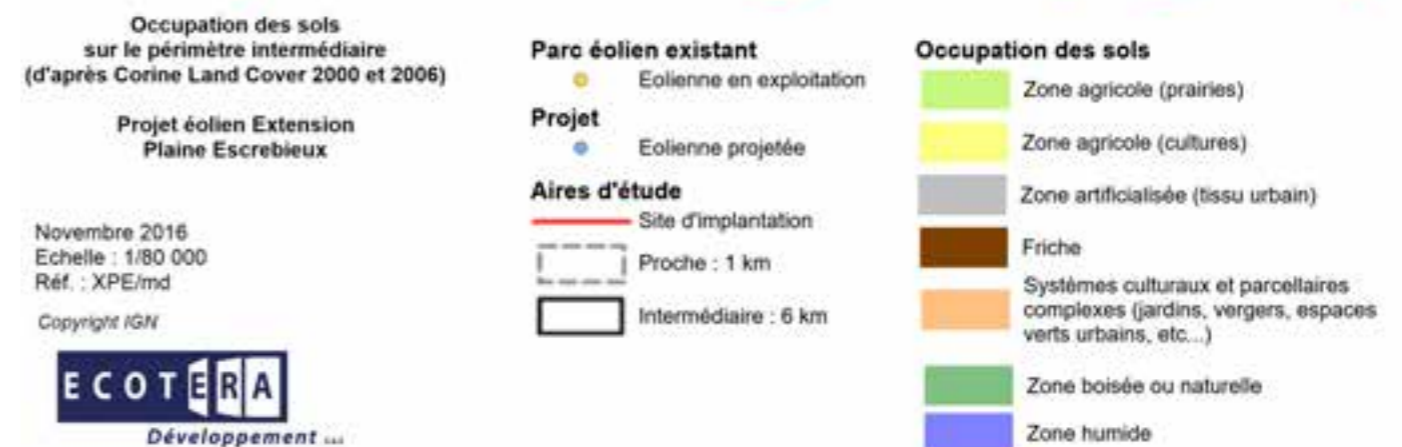 Occupation des sols
sur le périmètre intermédiaire
(d'après Corine Land Cover 2000 et 2006)
Projet éolien Extension
Plaine Escrebieux
Novembre 2016
Echelle : 1/80 000
Réf. : XPE/md
Copyright IGN
ECOTERA
Développement
Parc éolien existant
Eolienne en exploitation
Projet
Eolienne projetée
Aires d'étude
Site d'implantation
Proche : 1 km
Intermédiaire : 6 km
Occupation des sols
Zone agricole (prairies)
Zone agricole (cultures)
Zone artificialisée (tissu urbain)
Friche
Systèmes culturaux et parcellaires
complexes (jardins, vergers, espaces
verts urbains, etc...)
Zone boisée ou naturelle
Zone humide